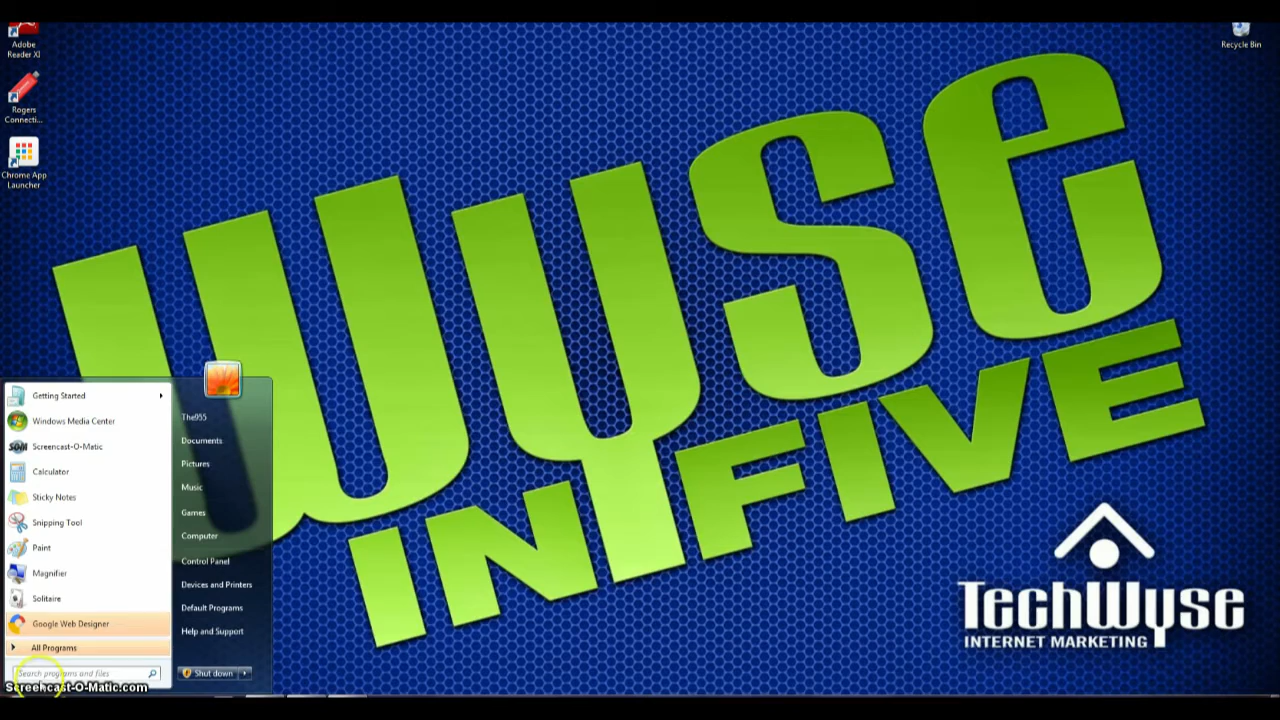 Adobe
Reader XI
Rogers
Connecti...
Chrome App
Launcher
Recycle Bin
wyse
IN FIVE
TechWyse
INTERNET MARKETING
Getting Started
Windows Media Center
SOM
Screencast-O-Matic
Calculator
Sticky Notes
Snipping Tool
Paint
Magnifier
Solitaire
Google Web Designer
All Programs
Search programs and files
The955
Documents
Pictures
Music
Games
Computer
Control Panel
Devices and Printers
Default Programs
Help and Support
Shut down
Screencast-O-Matic.com